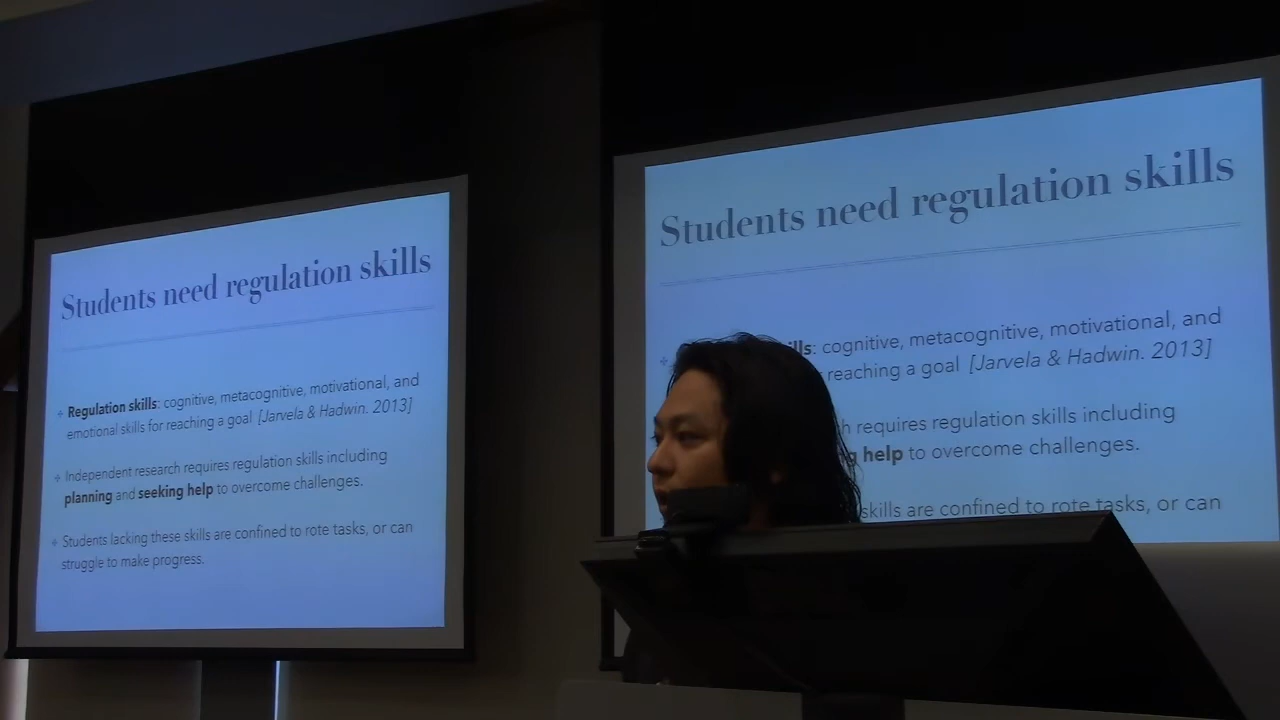 Students need regulation skills
Regulation skills: cognitive, metacognitive, motivational, and
emotional skills for reaching a goal [Jarvela & Hadwin. 2013]
Independent research requires regulation skills including
planning and seeking help to overcome challenges.
Students lacking these skills are confined to rote tasks, or can
struggle to make progress.
Students need regulation skills
ills: cognitive, metacognitive, motivational, and
reaching a goal [Jarvela & Hadwin. 2013]
h requires regulation skills including
g help to overcome challenges.
skills are confined to rote tasks, or can